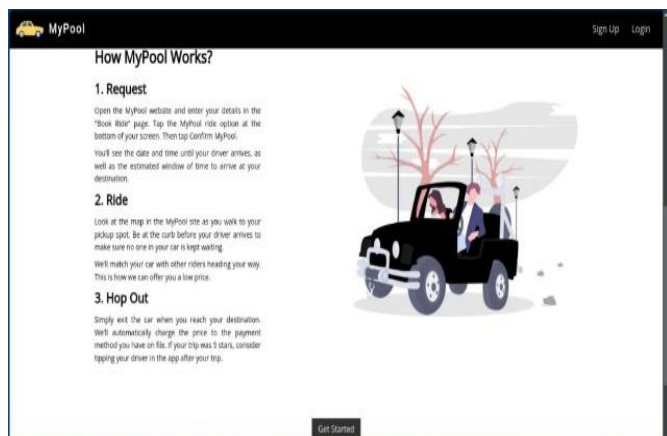 MyPool
Sign Up Login
How MyPool Works?
1. Request
Open the MyPool website and enter your details in the
"Book Ride" page. Tap the MyPool ride option at the
bottom of your screen. Then tap Confirm MyPool.
You'll see the date and time until your driver arrives, as
well as the estimated window of time to arrive at your
destination.
2. Ride
Look at the map in the MyPool site as you walk to your
pickup spot. Be at the curb before your driver arrives to
make sure no one in your car is kept waiting.
We'll match your car with other riders heading your way.
This is how we can offer you a low price.
3. Hop Out
Simply exit the car when you reach your destination.
We'll automatically charge the price to the payment
method you have on file. If your trip was 5 stars, consider
tipping your driver in the app after your trip.
Get Started